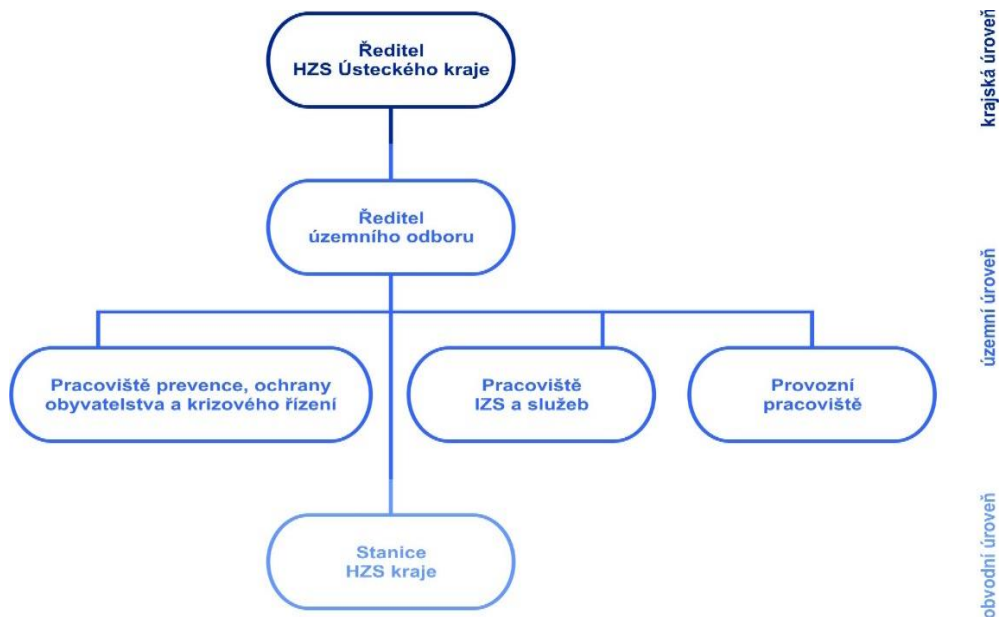 Ředitel
HZS Ústeckého kraje
krajská úroveň
Ředitel
územního odboru
územní úroveň
Pracoviště prevence, ochrany
obyvatelstva a krizového řízení
Pracoviště
IZS a služeb
Provozní
pracoviště
Stanice
HZS kraje
obvodní úroveň